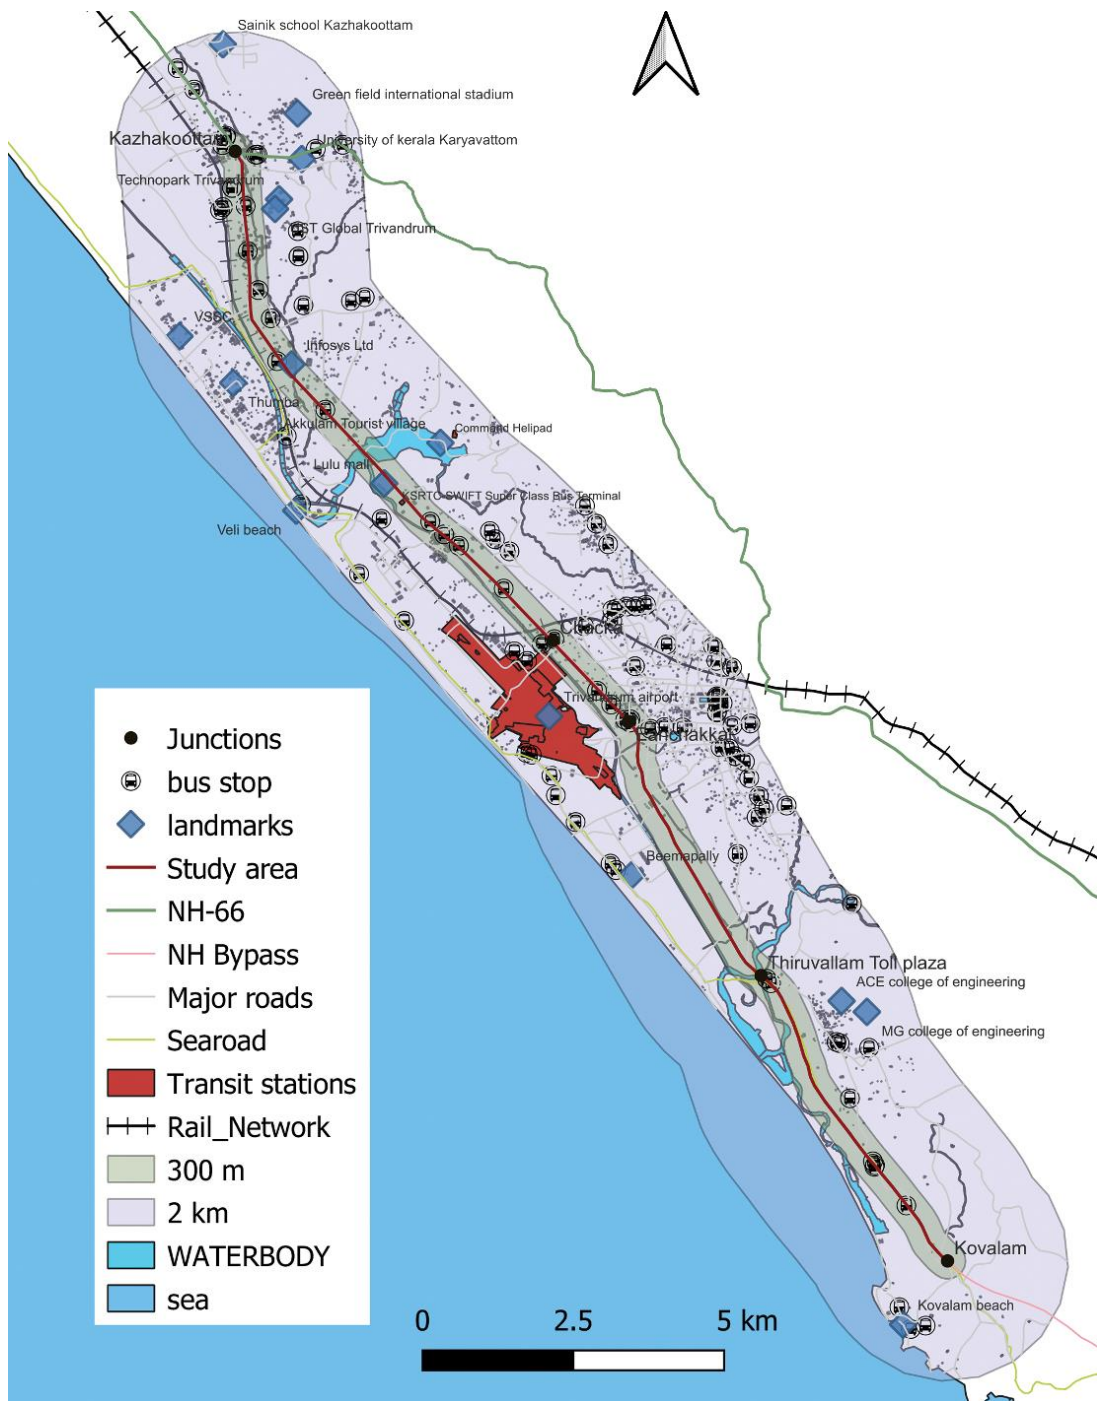 Sainik school Kazhakoottam
Green field international stadium
Kazhakoottam
University of kerala Karyavattom
Technopark Trivandrum
GST Global Trivandrum
VSSC
Infosys Ltd
Thumba
Akkulam Tourist village
Command Helipad
Lulu mall
KSRTC SWIFT Super Class Bus Terminal
Veli beach
Chacka
Trivandrum airport
Eanchakkal
Beemapally
Thiruvallam Toll plaza
ACE college of engineering
MG college of engineering
Kovalam
Kovalam beach
Junctions
bus stop
landmarks
Study area
NH-66
NH Bypass
Major roads
Searoad
Transit stations
Rail_Network
300 m
2 km
WATERBODY
sea
0 2.5 5 km